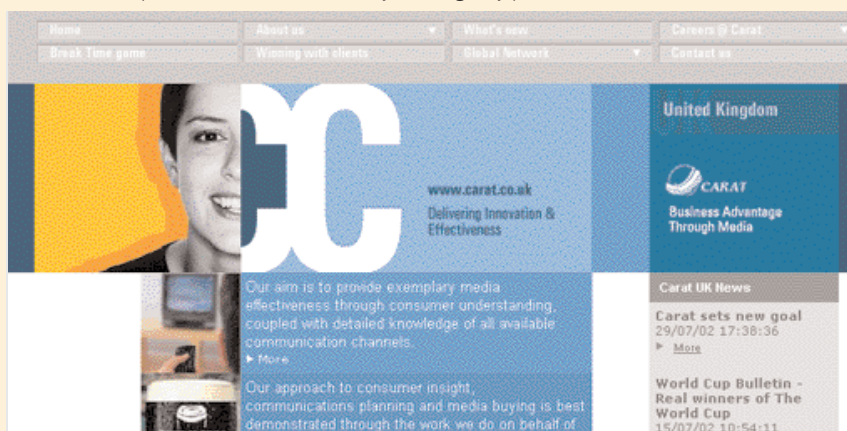 Home
About us
What's new
Careers @ Carat
Break Time game
Winning with clients
Global Network
Contact us
CC
United Kingdom
www.carat.co.uk
Delivering Innovation &
Effectiveness
CARAT
Business Advantage
Through Media
Our aim is to provide exemplary media
effectiveness through consumer understanding,
coupled with detailed knowledge of all available
communication channels.
More
Our approach to consumer insight,
communications planning and media buying is best
demonstrated through the work we do on behalf of
Carat UK News
Carat sets new goal
29/07/02 17:38:36
More
World Cup Bulletin -
Real winners of The
World Cup
15/07/02 10:54:11